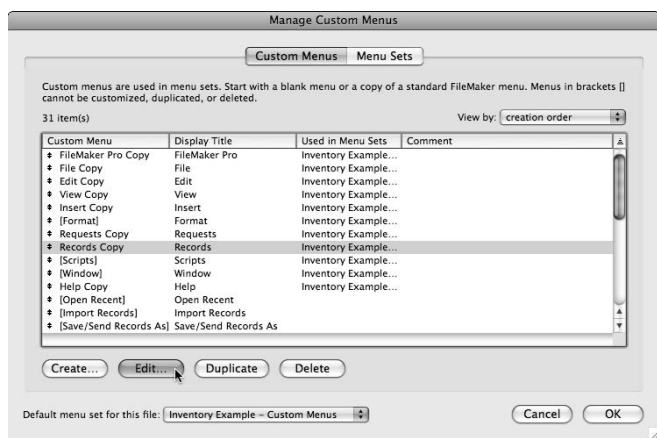 Manage Custom Menus
Custom Menus Menu Sets
Custom menus are used in menu sets. Start with a blank menu or a copy of a standard FileMaker menu. Menus in brackets []
cannot be customized, duplicated, or deleted.
31 item(s) View by: creation order
Custom Menu Display Title Used in Menu Sets Comment
FileMaker Pro Copy FileMaker Pro Inventory Example...
File Copy File Inventory Example...
Edit Copy Edit Inventory Example...
View Copy View Inventory Example...
Insert Copy Insert Inventory Example...
[Format] Format Inventory Example...
Requests Copy Requests Inventory Example...
Records Copy Records Inventory Example...
[Scripts] Scripts Inventory Example...
[Window] Window Inventory Example...
Help Copy Help Inventory Example...
[Open Recent] Open Recent
[Import Records] Import Records
[Save/Send Records As] Save/Send Records As
Create... Edit... Duplicate Delete
Default menu set for this file: Inventory Example – Custom Menus Cancel OK